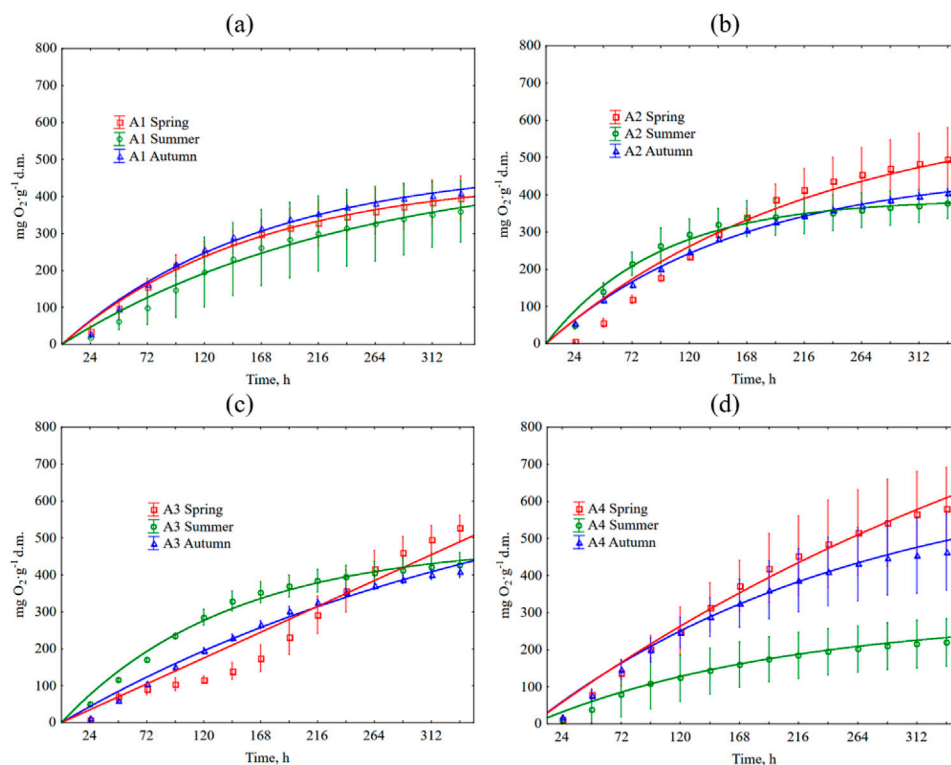 (a)
800
700
600
500
400
300
200
100
0
mg O₂·g⁻¹ d.m.
A1 Spring
A1 Summer
A1 Autumn
24 72 120 168 216 264 312
Time, h
(b)
800
700
600
500
400
300
200
100
0
mg O₂·g⁻¹ d.m.
A2 Spring
A2 Summer
A2 Autumn
24 72 120 168 216 264 312
Time, h
(c)
800
700
600
500
400
300
200
100
0
mg O₂·g⁻¹ d.m.
A3 Spring
A3 Summer
A3 Autumn
24 72 120 168 216 264 312
Time, h
(d)
800
700
600
500
400
300
200
100
0
mg O₂·g⁻¹ d.m.
A4 Spring
A4 Summer
A4 Autumn
24 72 120 168 216 264 312
Time, h